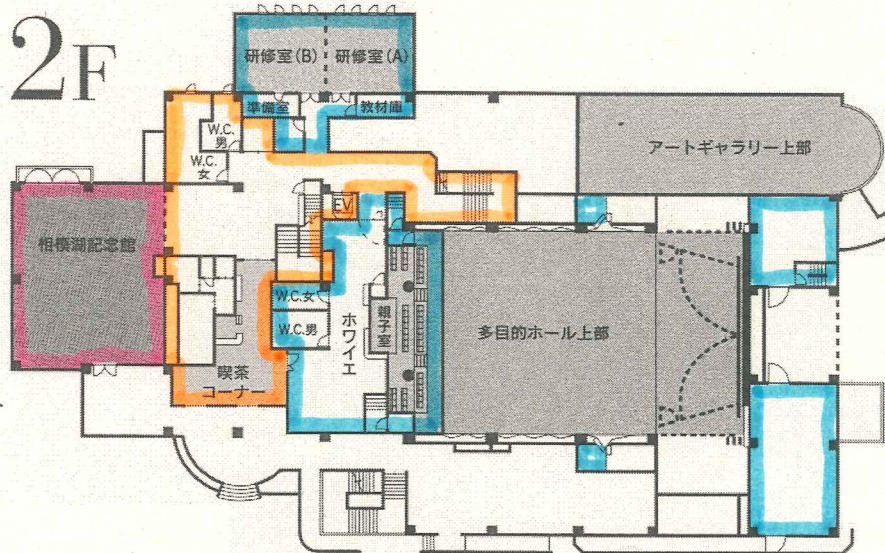 2F
研修室(B)
研修室(A)
準備室
教材庫
W.C.
男
W.C.
女
アートギャラリー上部
EV
相模湖記念館
W.C.女
W.C.男
ホワイエ
親子室
多目的ホール上部
喫茶
コーナー